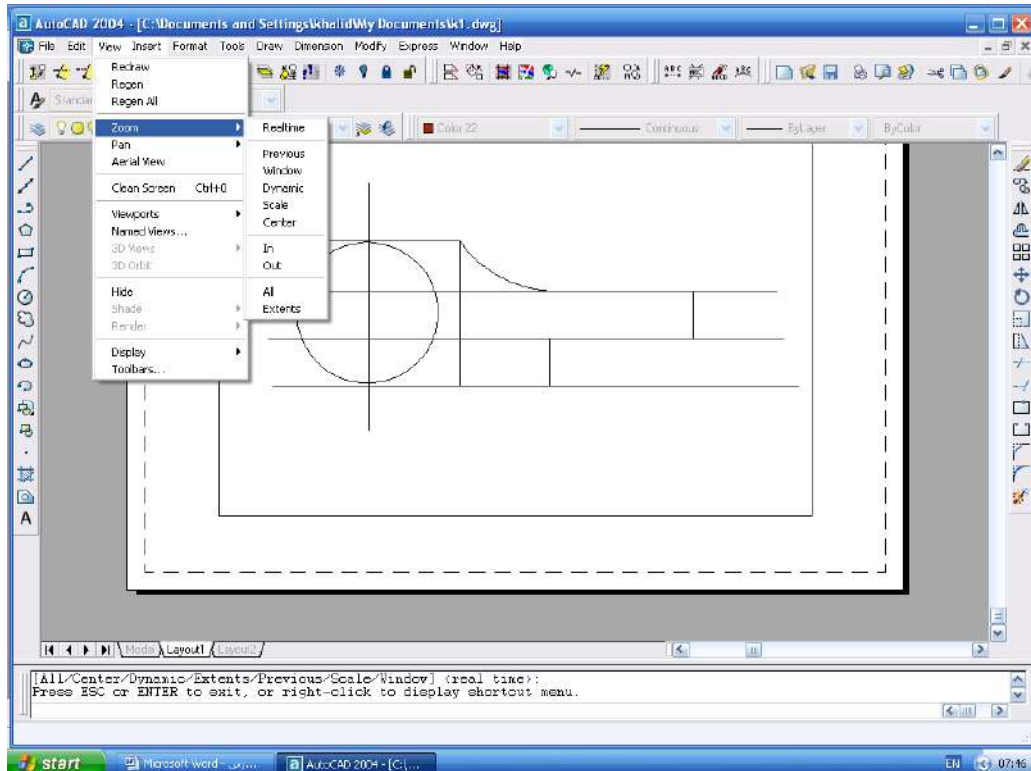 AutoCAD 2004 - [C:\Documents and Settings\khalid\My Documents\k1.dwg]
File Edit View Insert Format Tools Draw Dimension Modify Express Window Help
Redraw
Regen
Regen All
Zoom
Pan
Aerial View
Clean Screen Ctrl+0
Viewports
Named Views...
3D Views
3D Orbit
Hide
Shade
Render
Display
Toolbars...
Realtime
Previous
Window
Dynamic
Scale
Center
In
Out
All
Extents
Color 22 Continuous ByLayer ByColor
Model Layout1 Layout2
[All/Center/Dynamic/Extents/Previous/Scale/Window] <real time>:
Press ESC or ENTER to exit, or right-click to display shortcut menu.
start Microsoft Word - AutoCAD 2004 - [C:\... EN 07:46